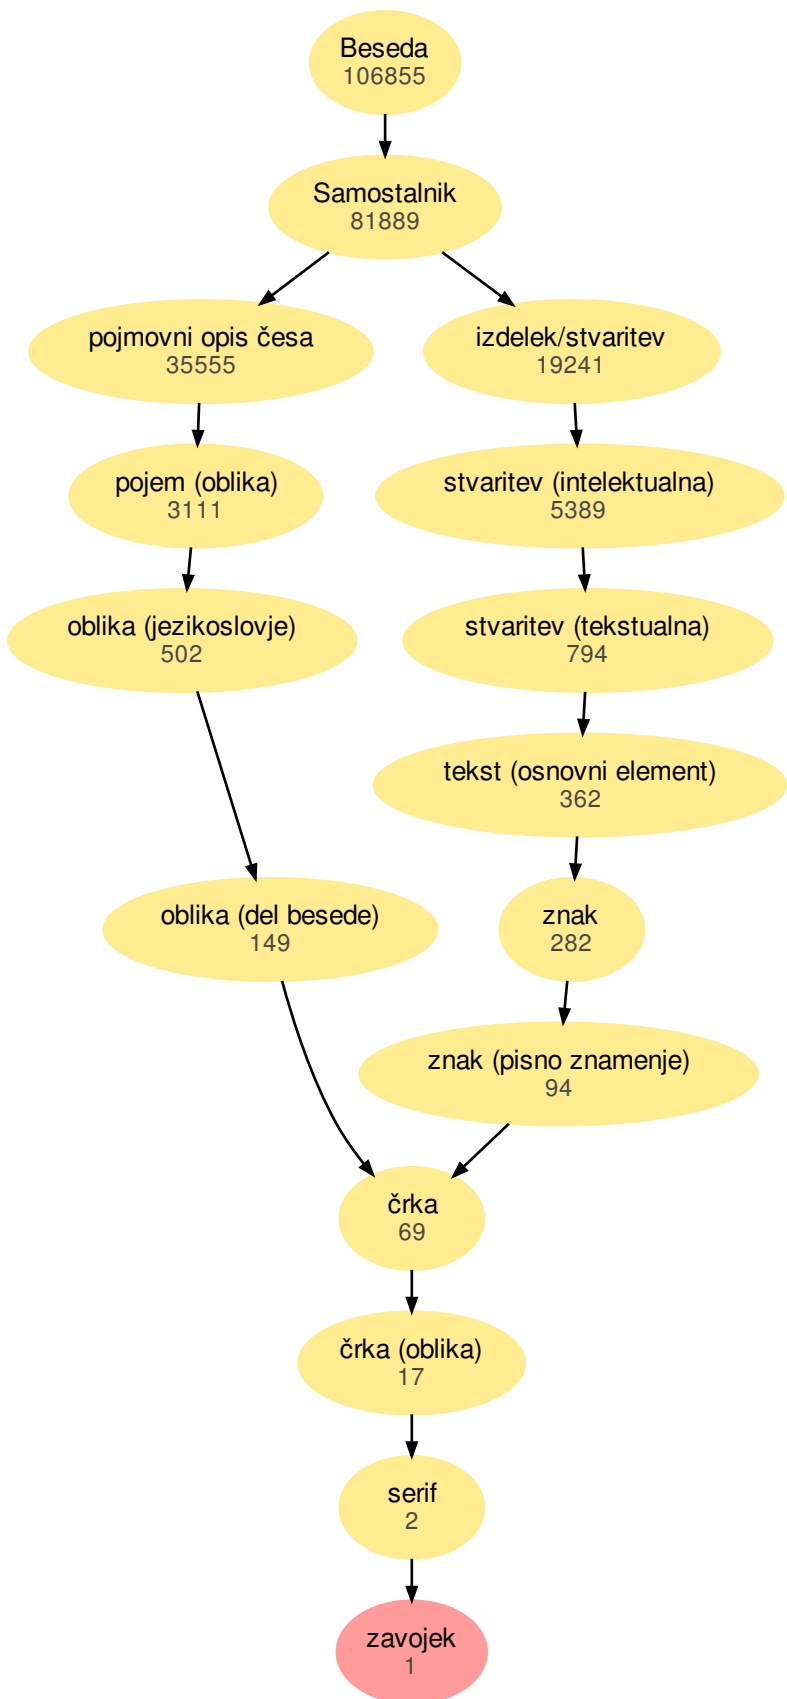 Beseda
106855
Samostalnik
81889
pojmovni opis česa
35555
izdelek/stvaritev
19241
pojem (oblika)
3111
stvaritev (intelektualna)
5389
oblika (jezikoslovje)
502
stvaritev (tekstualna)
794
tekst (osnovni element)
362
oblika (del besede)
149
znak
282
znak (pisno znamenje)
94
črka
69
črka (oblika)
17
serif
2
zavojek
1